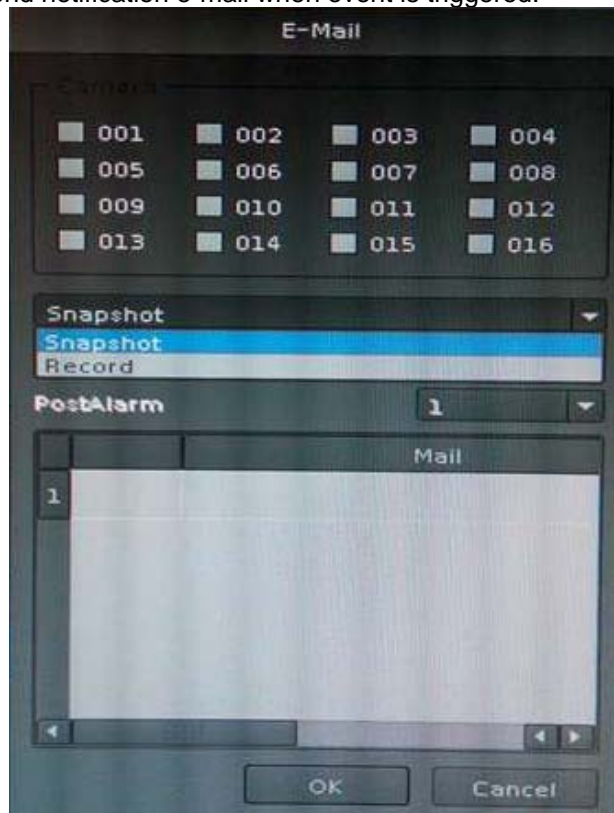 end notification e-mail when event is triggered.
E-Mail
Camera
001 002 003 004
005 006 007 008
009 010 011 012
013 014 015 016
Snapshot
Snapshot
Record
PostAlarm 1
Mail
1
OK Cancel